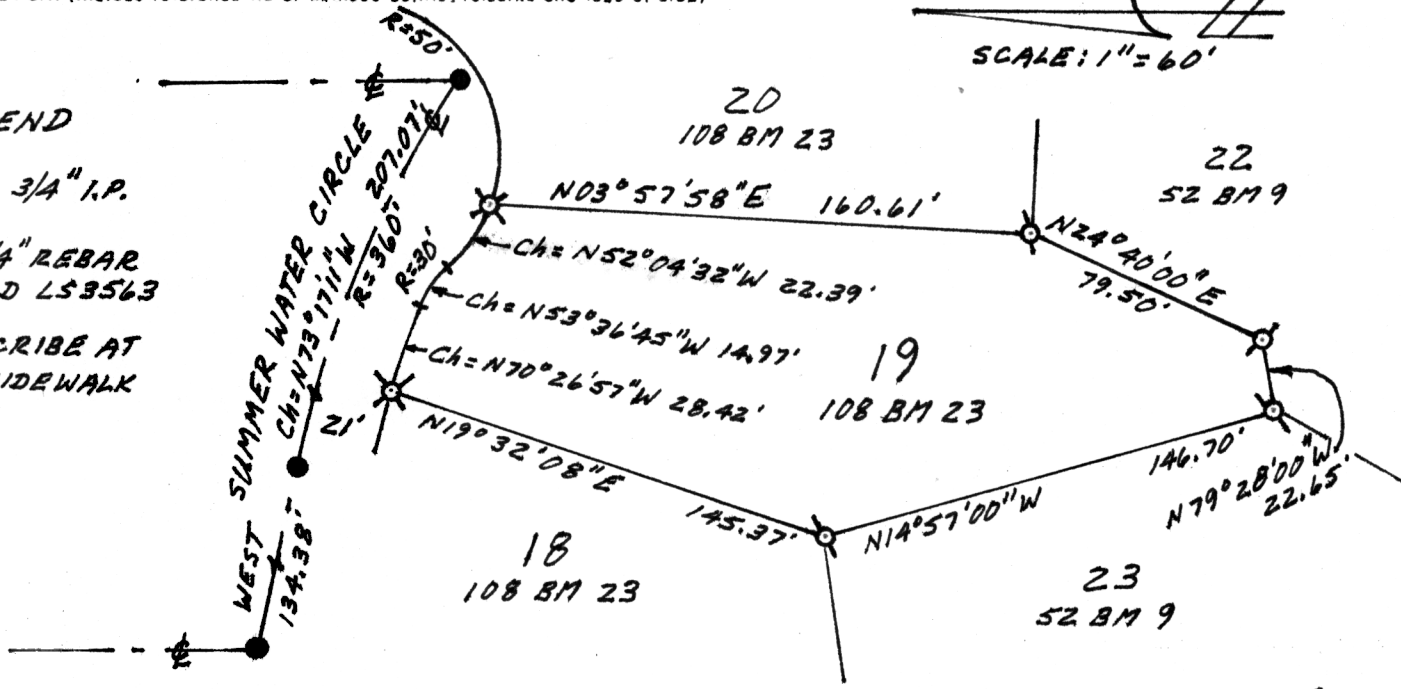 R=50'
SCALE: 1"=60'
END
3/4" I.P.
4" REBAR
D LS3563
CRIBE AT
IDEWALK
WEST SUMMER WATER CIRCLE
Ch=N73°17'11"W 207.07'
R=360'
R=30'
21'
134.38'
20
108 BM 23
22
52 BM 9
N03°57'58"E 160.61'
N24°40'00"E
79.50'
Ch= N52°04'32"W 22.39'
Ch= N53°36'45"W 14.97'
Ch= N70°26'57"W 28.42'
19
108 BM 23
N19°32'08"E
145.37'
N14°57'00"W
146.70'
N79°28'00"W
22.65'
18
108 BM 23
23
52 BM 9